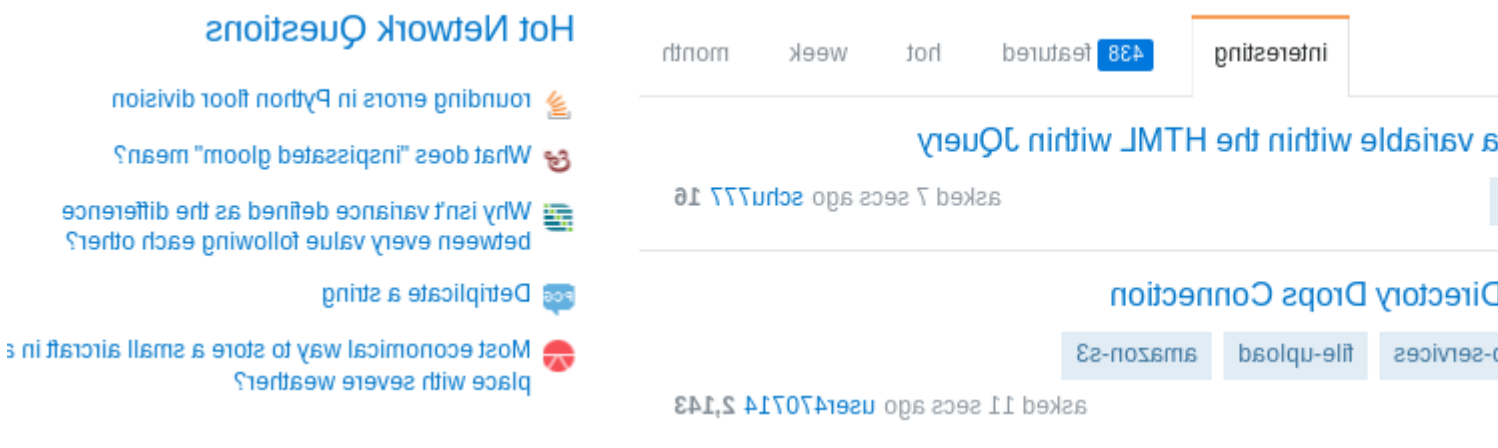 interesting
438 featured
hot
week
month
a variable within the HTML within JQuery
asked 7 secs ago schu777 16
Directory Drops Connection
-services
file-upload
amazon-s3
asked 11 secs ago user470714 2,143
Hot Network Questions
rounding errors in Python floor division
What does "inspissated gloom" mean?
Why isn't variance defined as the difference
between every value following each other?
PCG
Detriplicate a string
Most economical way to store a small aircraft in a
place with severe weather?